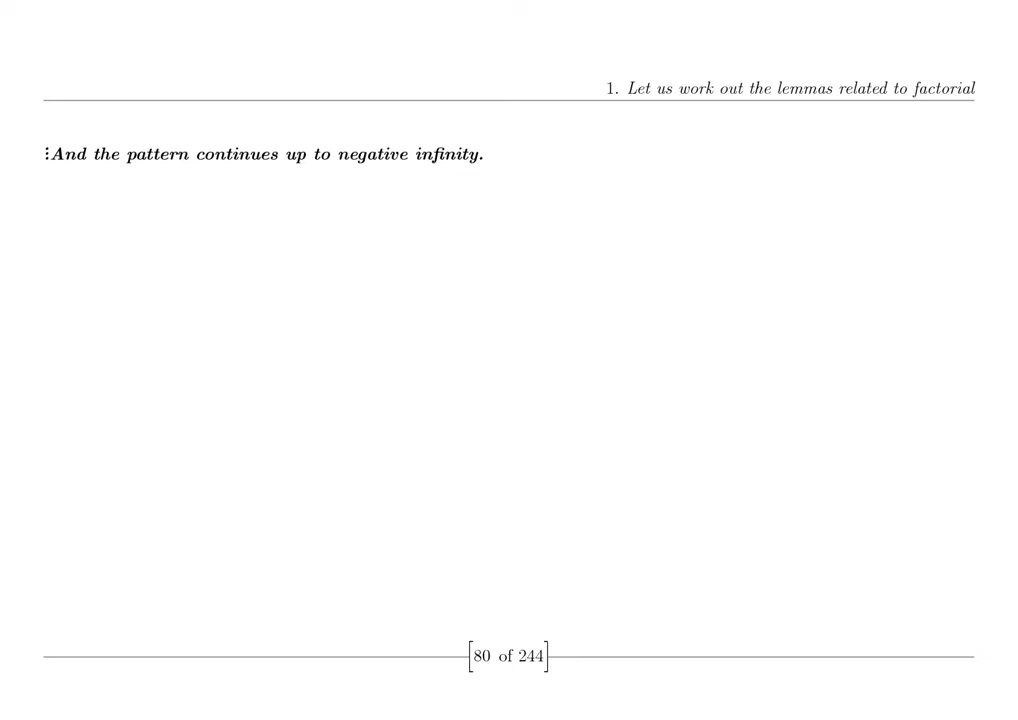 1. Let us work out the lemmas related to factorial
⋮And the pattern continues up to negative infinity.
[80 of 244]